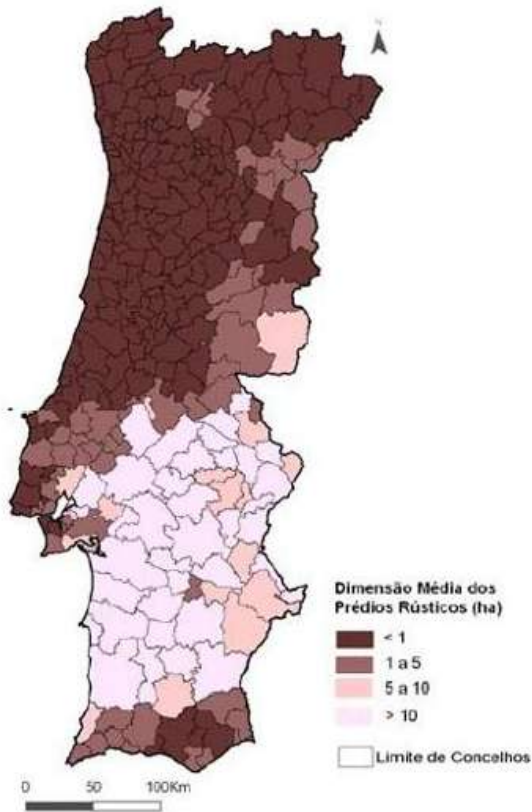 Dimensão Média dos
Prédios Rústicos (ha)
< 1
1 a 5
5 a 10
> 10
Limite de Concelhos
0 50 100Km